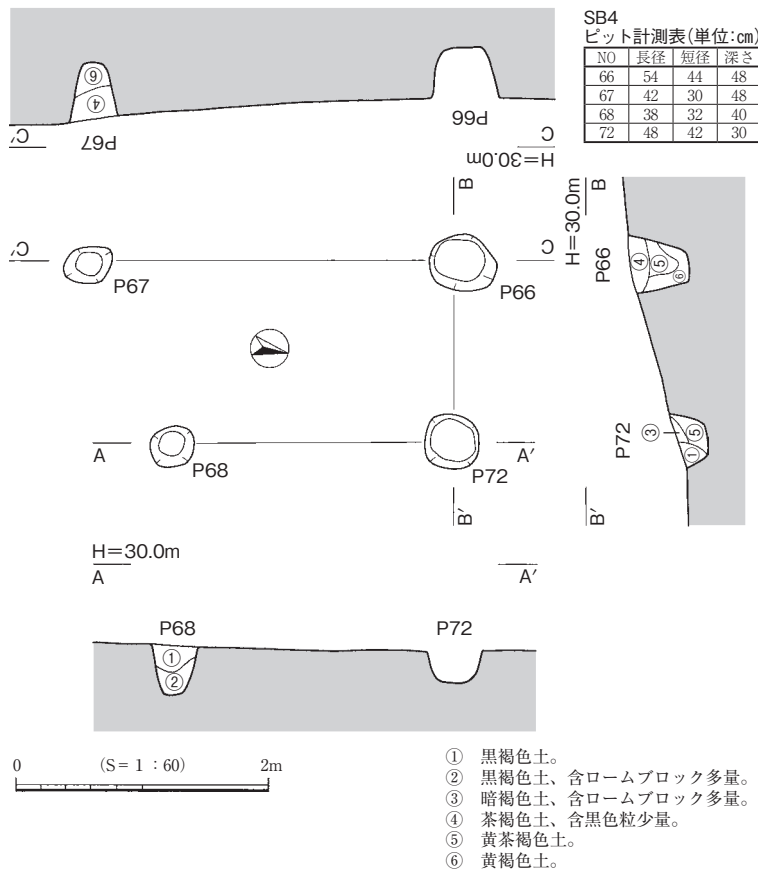 SB4
ピット計測表(単位:㎝)
NO 長径 短径 深さ
66 54 44 48
67 42 30 48
68 38 32 40
72 48 42 30
⑥
④
P67
P66
C′
C
H=30.0m
B
B
H=30.0m
C′
C
P67
P66
P66
④
⑤
⑥
A
P68
P72
A′
P72
③
⑤
①
B′
B′
H=30.0m
A
A′
P68
P72
①
②
0 (S= 1 : 60) 2m
① 黒褐色土。
② 黒褐色土、含ロームブロック多量。
③ 暗褐色土、含ロームブロック多量。
④ 茶褐色土、含黒色粒少量。
⑤ 黄茶褐色土。
⑥ 黄褐色土。